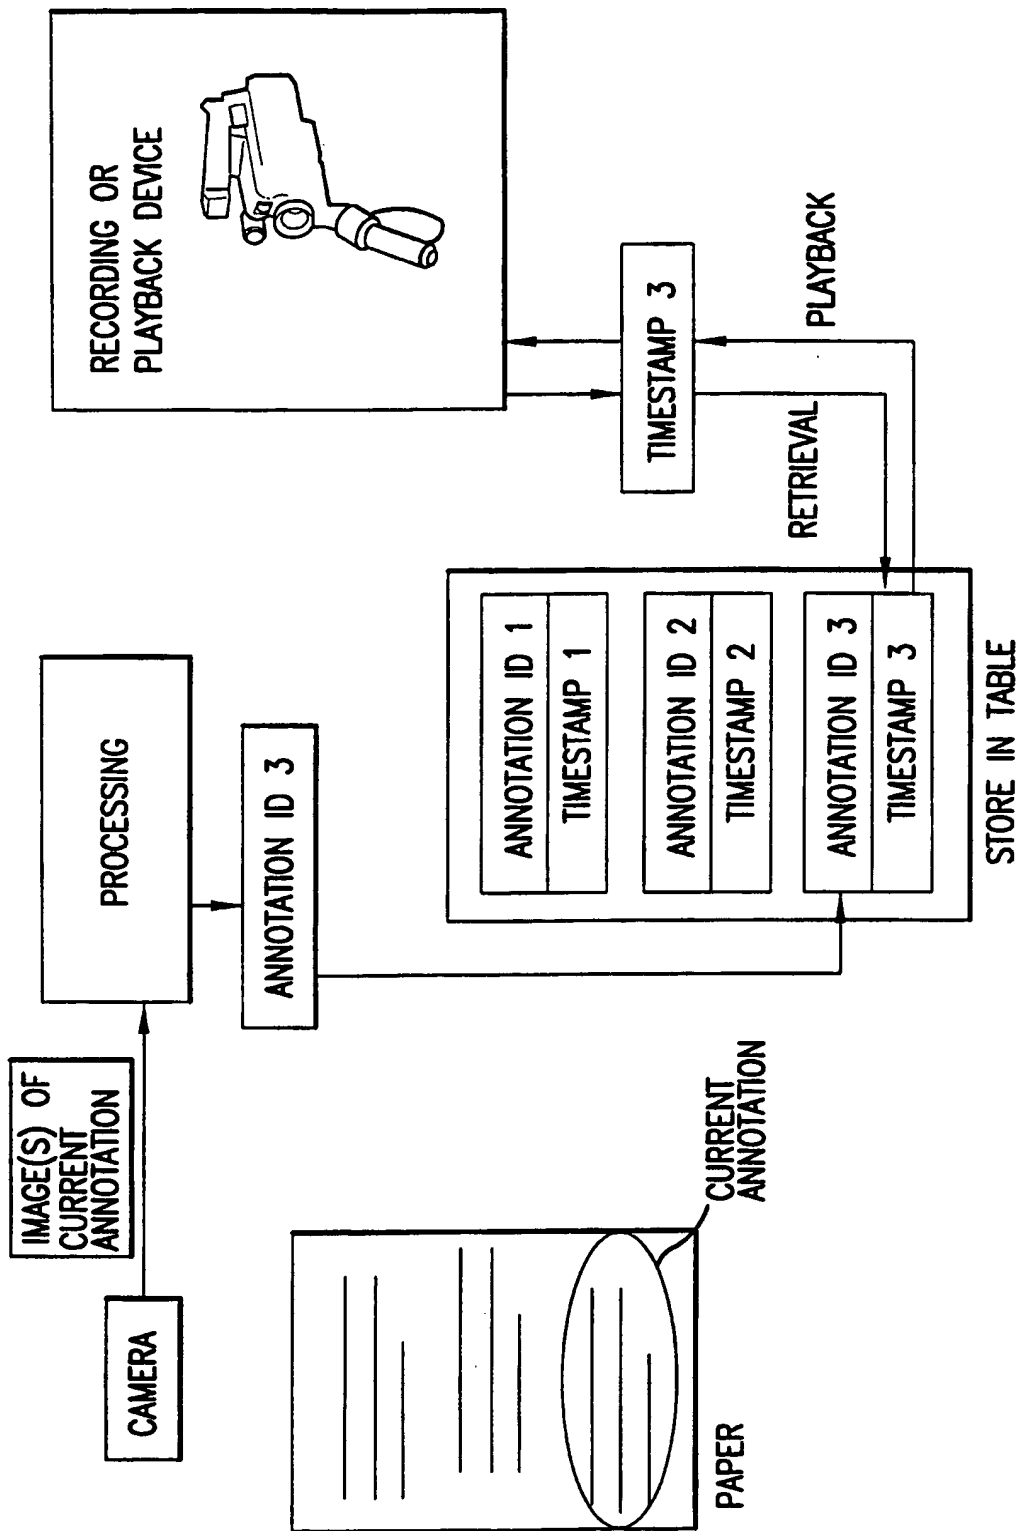 CAMERA
IMAGE(S) OF
CURRENT
ANNOTATION
PROCESSING
ANNOTATION ID 3
PAPER
CURRENT
ANNOTATION
ANNOTATION ID 1
TIMESTAMP 1
ANNOTATION ID 2
TIMESTAMP 2
ANNOTATION ID 3
TIMESTAMP 3
STORE IN TABLE
RETRIEVAL
PLAYBACK
TIMESTAMP 3
RECORDING OR
PLAYBACK DEVICE